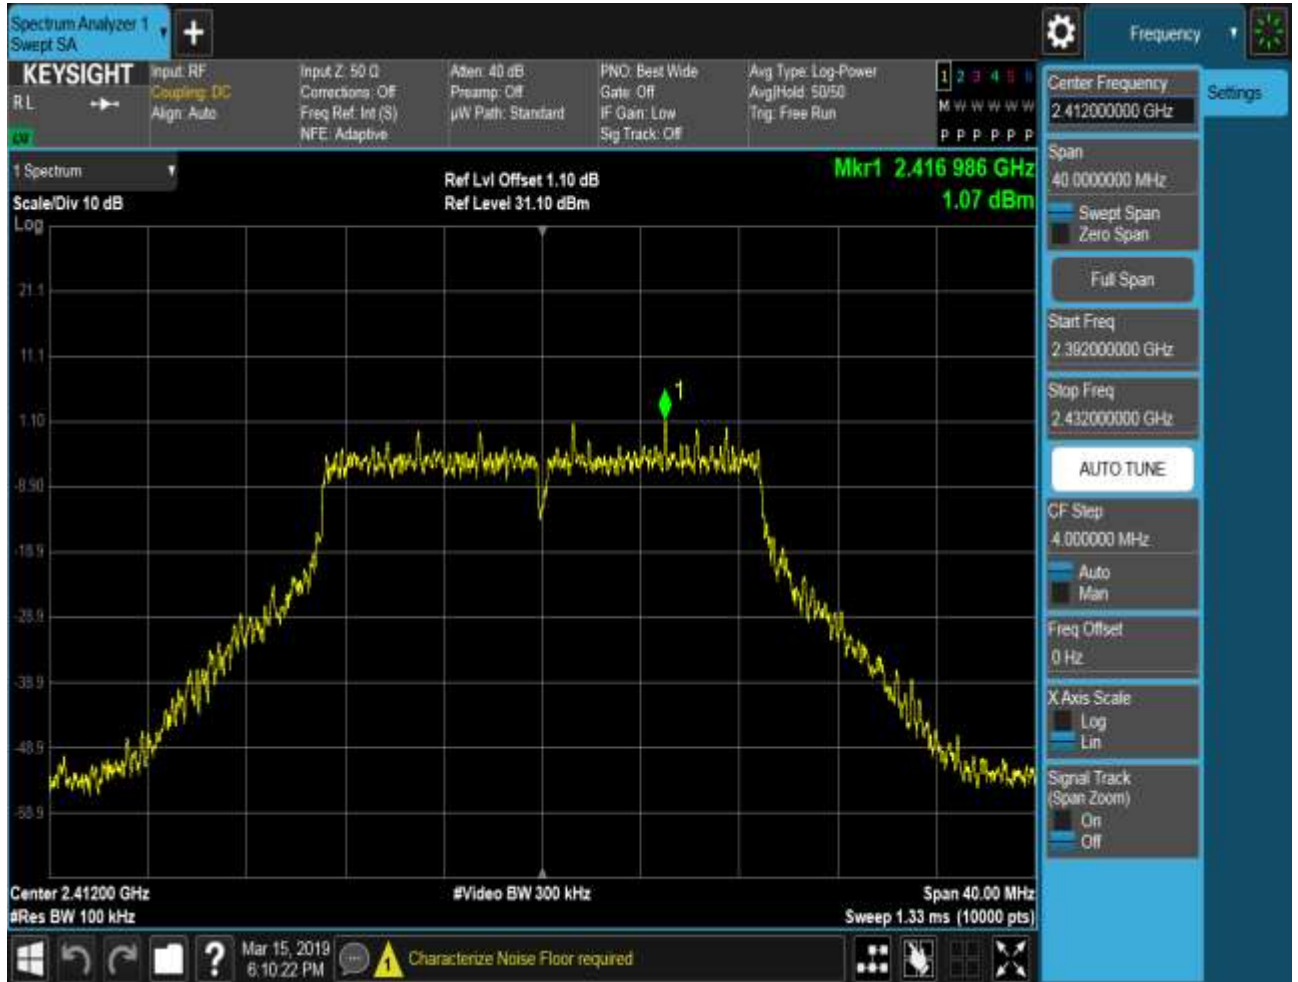 Spectrum Analyzer 1
Swept SA
+
Frequency
KEYSIGHT
RL
Input: RF
Coupling: DC
Align: Auto
Input Z: 50 Ω
Corrections: Off
Freq Ref: Int (S)
NFE: Adaptive
Atten: 40 dB
Preamp: Off
µW Path: Standard
PNO: Best Wide
Gate: Off
IF Gain: Low
Sig Track: Off
Avg Type: Log-Power
Avg|Hold: 50/50
Trig: Free Run
1 2 3 4 5 6
M W W W W W
P P P P P P
1 Spectrum
Scale/Div 10 dB
Log
Ref Lvl Offset 1.10 dB
Ref Level 31.10 dBm
Mkr1 2.416 986 GHz
1.07 dBm
21.1
11.1
1.10
-8.90
-18.9
-28.9
-38.9
-48.9
-58.9
1
Center 2.41200 GHz
#Res BW 100 kHz
#Video BW 300 kHz
Span 40.00 MHz
Sweep 1.33 ms (10000 pts)
Center Frequency
2.412000000 GHz
Settings
Span
40.0000000 MHz
Swept Span
Zero Span
Full Span
Start Freq
2.392000000 GHz
Stop Freq
2.432000000 GHz
AUTO TUNE
CF Step
4.000000 MHz
Auto
Man
Freq Offset
0 Hz
X Axis Scale
Log
Lin
Signal Track
(Span Zoom)
On
Off
?
Mar 15, 2019
6:10:22 PM
1
Characterize Noise Floor required